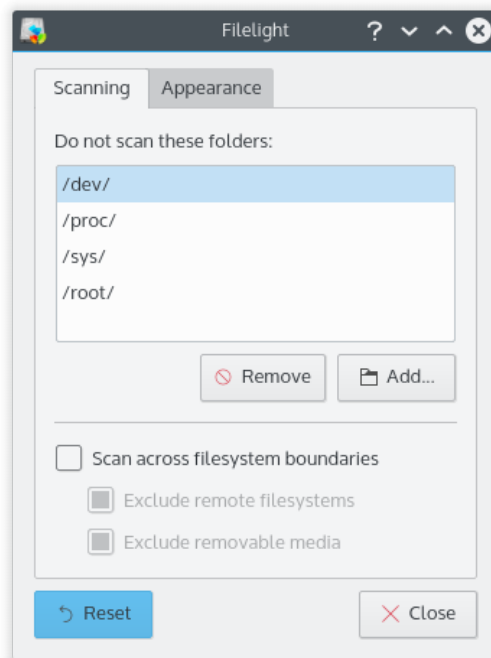 Filelight
Scanning Appearance
Do not scan these folders:
/dev/
/proc/
/sys/
/root/
Remove Add...
Scan across filesystem boundaries
Exclude remote filesystems
Exclude removable media
Reset Close